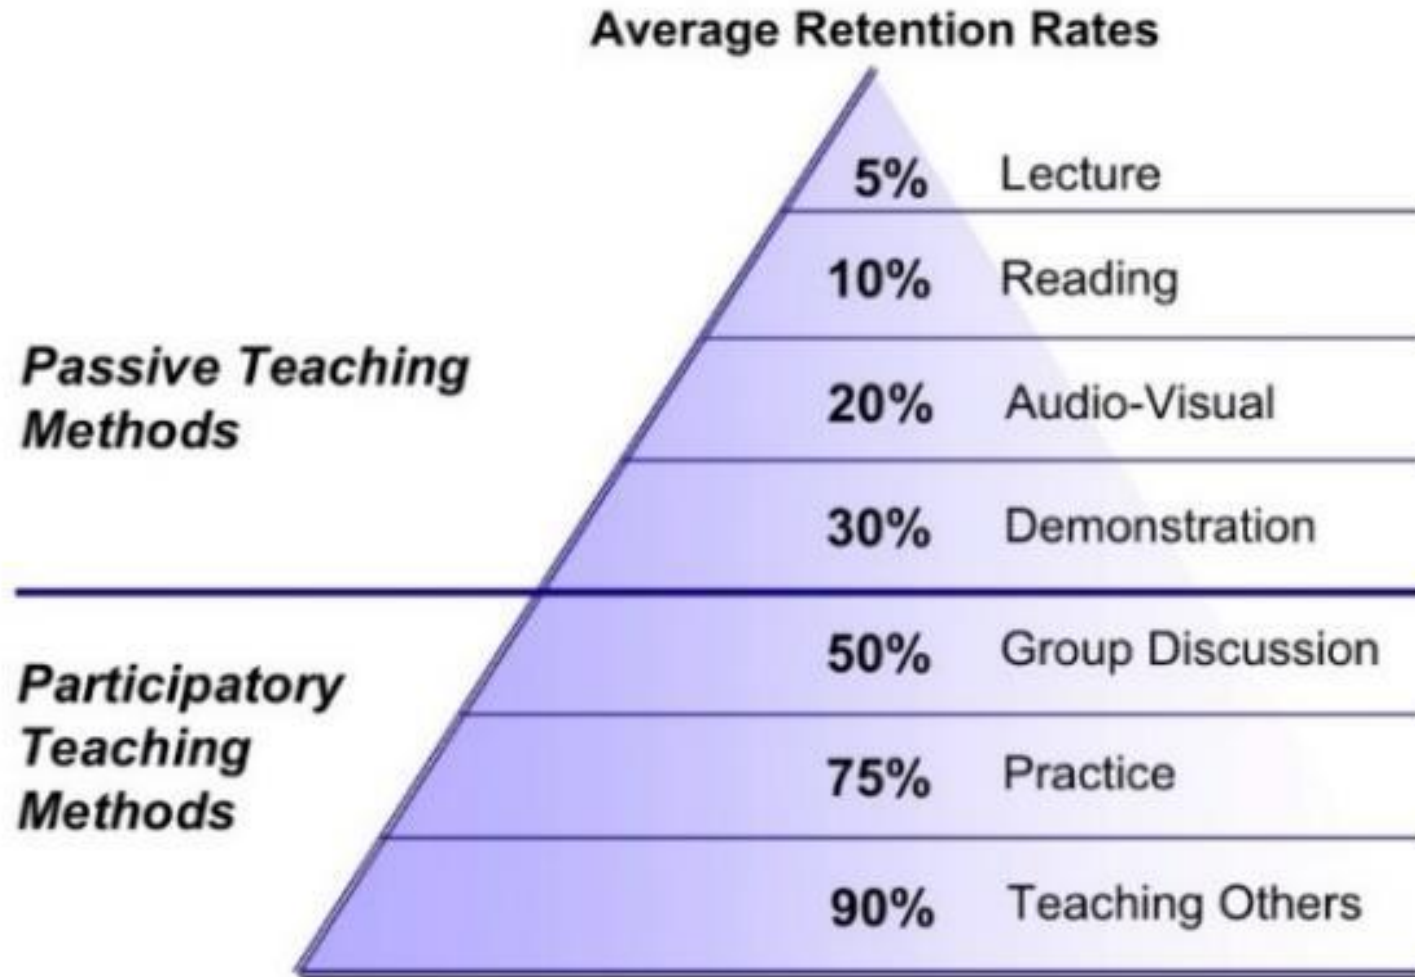 Average Retention Rates
5% Lecture
10% Reading
20% Audio-Visual
30% Demonstration
Passive Teaching
Methods
50% Group Discussion
75% Practice
90% Teaching Others
Participatory
Teaching
Methods